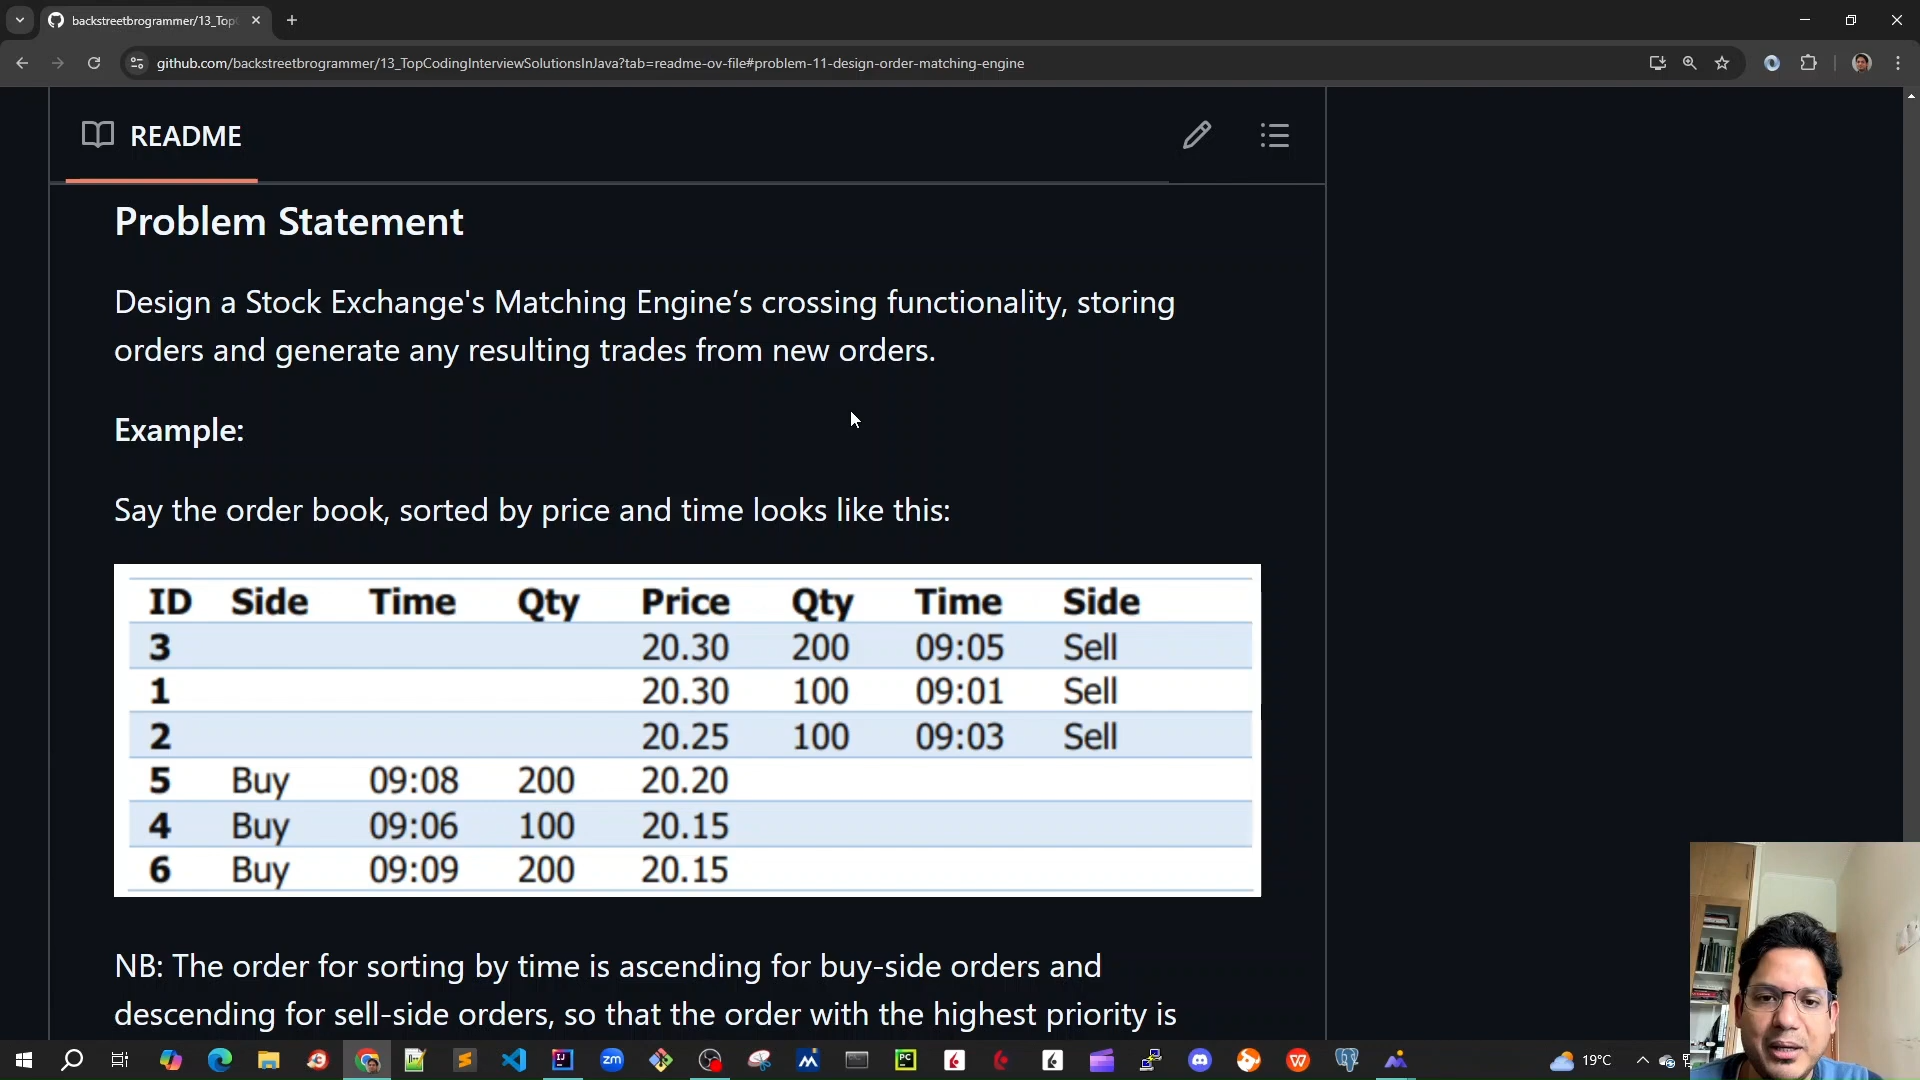 backstreetbrogrammer/13_Top
github.com/backstreetbrogrammer/13_TopCodingInterviewSolutionsInJava?tab=readme-ov-file#problem-11-design-order-matching-engine
README
Problem Statement
Design a Stock Exchange's Matching Engine’s crossing functionality, storing
orders and generate any resulting trades from new orders.
Example:
Say the order book, sorted by price and time looks like this:
ID Side Time Qty Price Qty Time Side
3 20.30 200 09:05 Sell
1 20.30 100 09:01 Sell
2 20.25 100 09:03 Sell
5 Buy 09:08 200 20.20
4 Buy 09:06 100 20.15
6 Buy 09:09 200 20.15
NB: The order for sorting by time is ascending for buy-side orders and
descending for sell-side orders, so that the order with the highest priority is
19°C